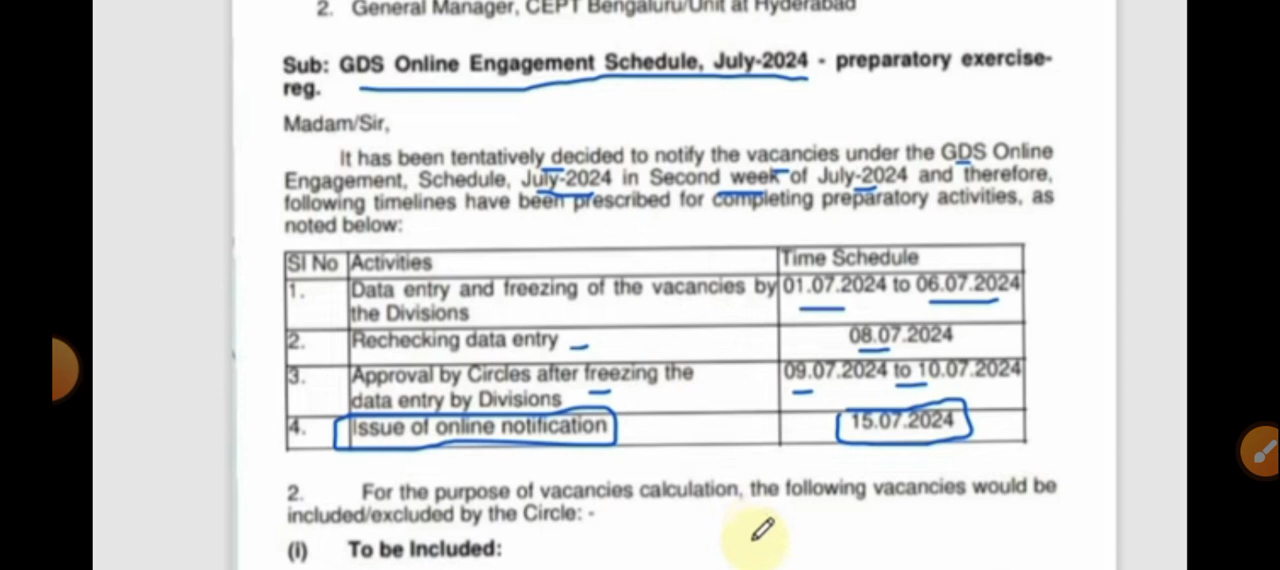 2. General Manager, CEPT Bengaluru/Unit at Hyderabad
Sub: GDS Online Engagement Schedule, July-2024 - preparatory exercise-
reg.
Madam/Sir,
It has been tentatively decided to notify the vacancies under the GDS Online
Engagement, Schedule, July-2024 in Second week of July-2024 and therefore,
following timelines have been prescribed for completing preparatory activities, as
noted below:
Sl No Activities Time Schedule
1. Data entry and freezing of the vacancies by 01.07.2024 to 06.07.2024
the Divisions
2. Rechecking data entry 08.07.2024
3. Approval by Circles after freezing the 09.07.2024 to 10.07.2024
data entry by Divisions
4. Issue of online notification 15.07.2024
2. For the purpose of vacancies calculation, the following vacancies would be
included/excluded by the Circle: -
(i) To be Included: